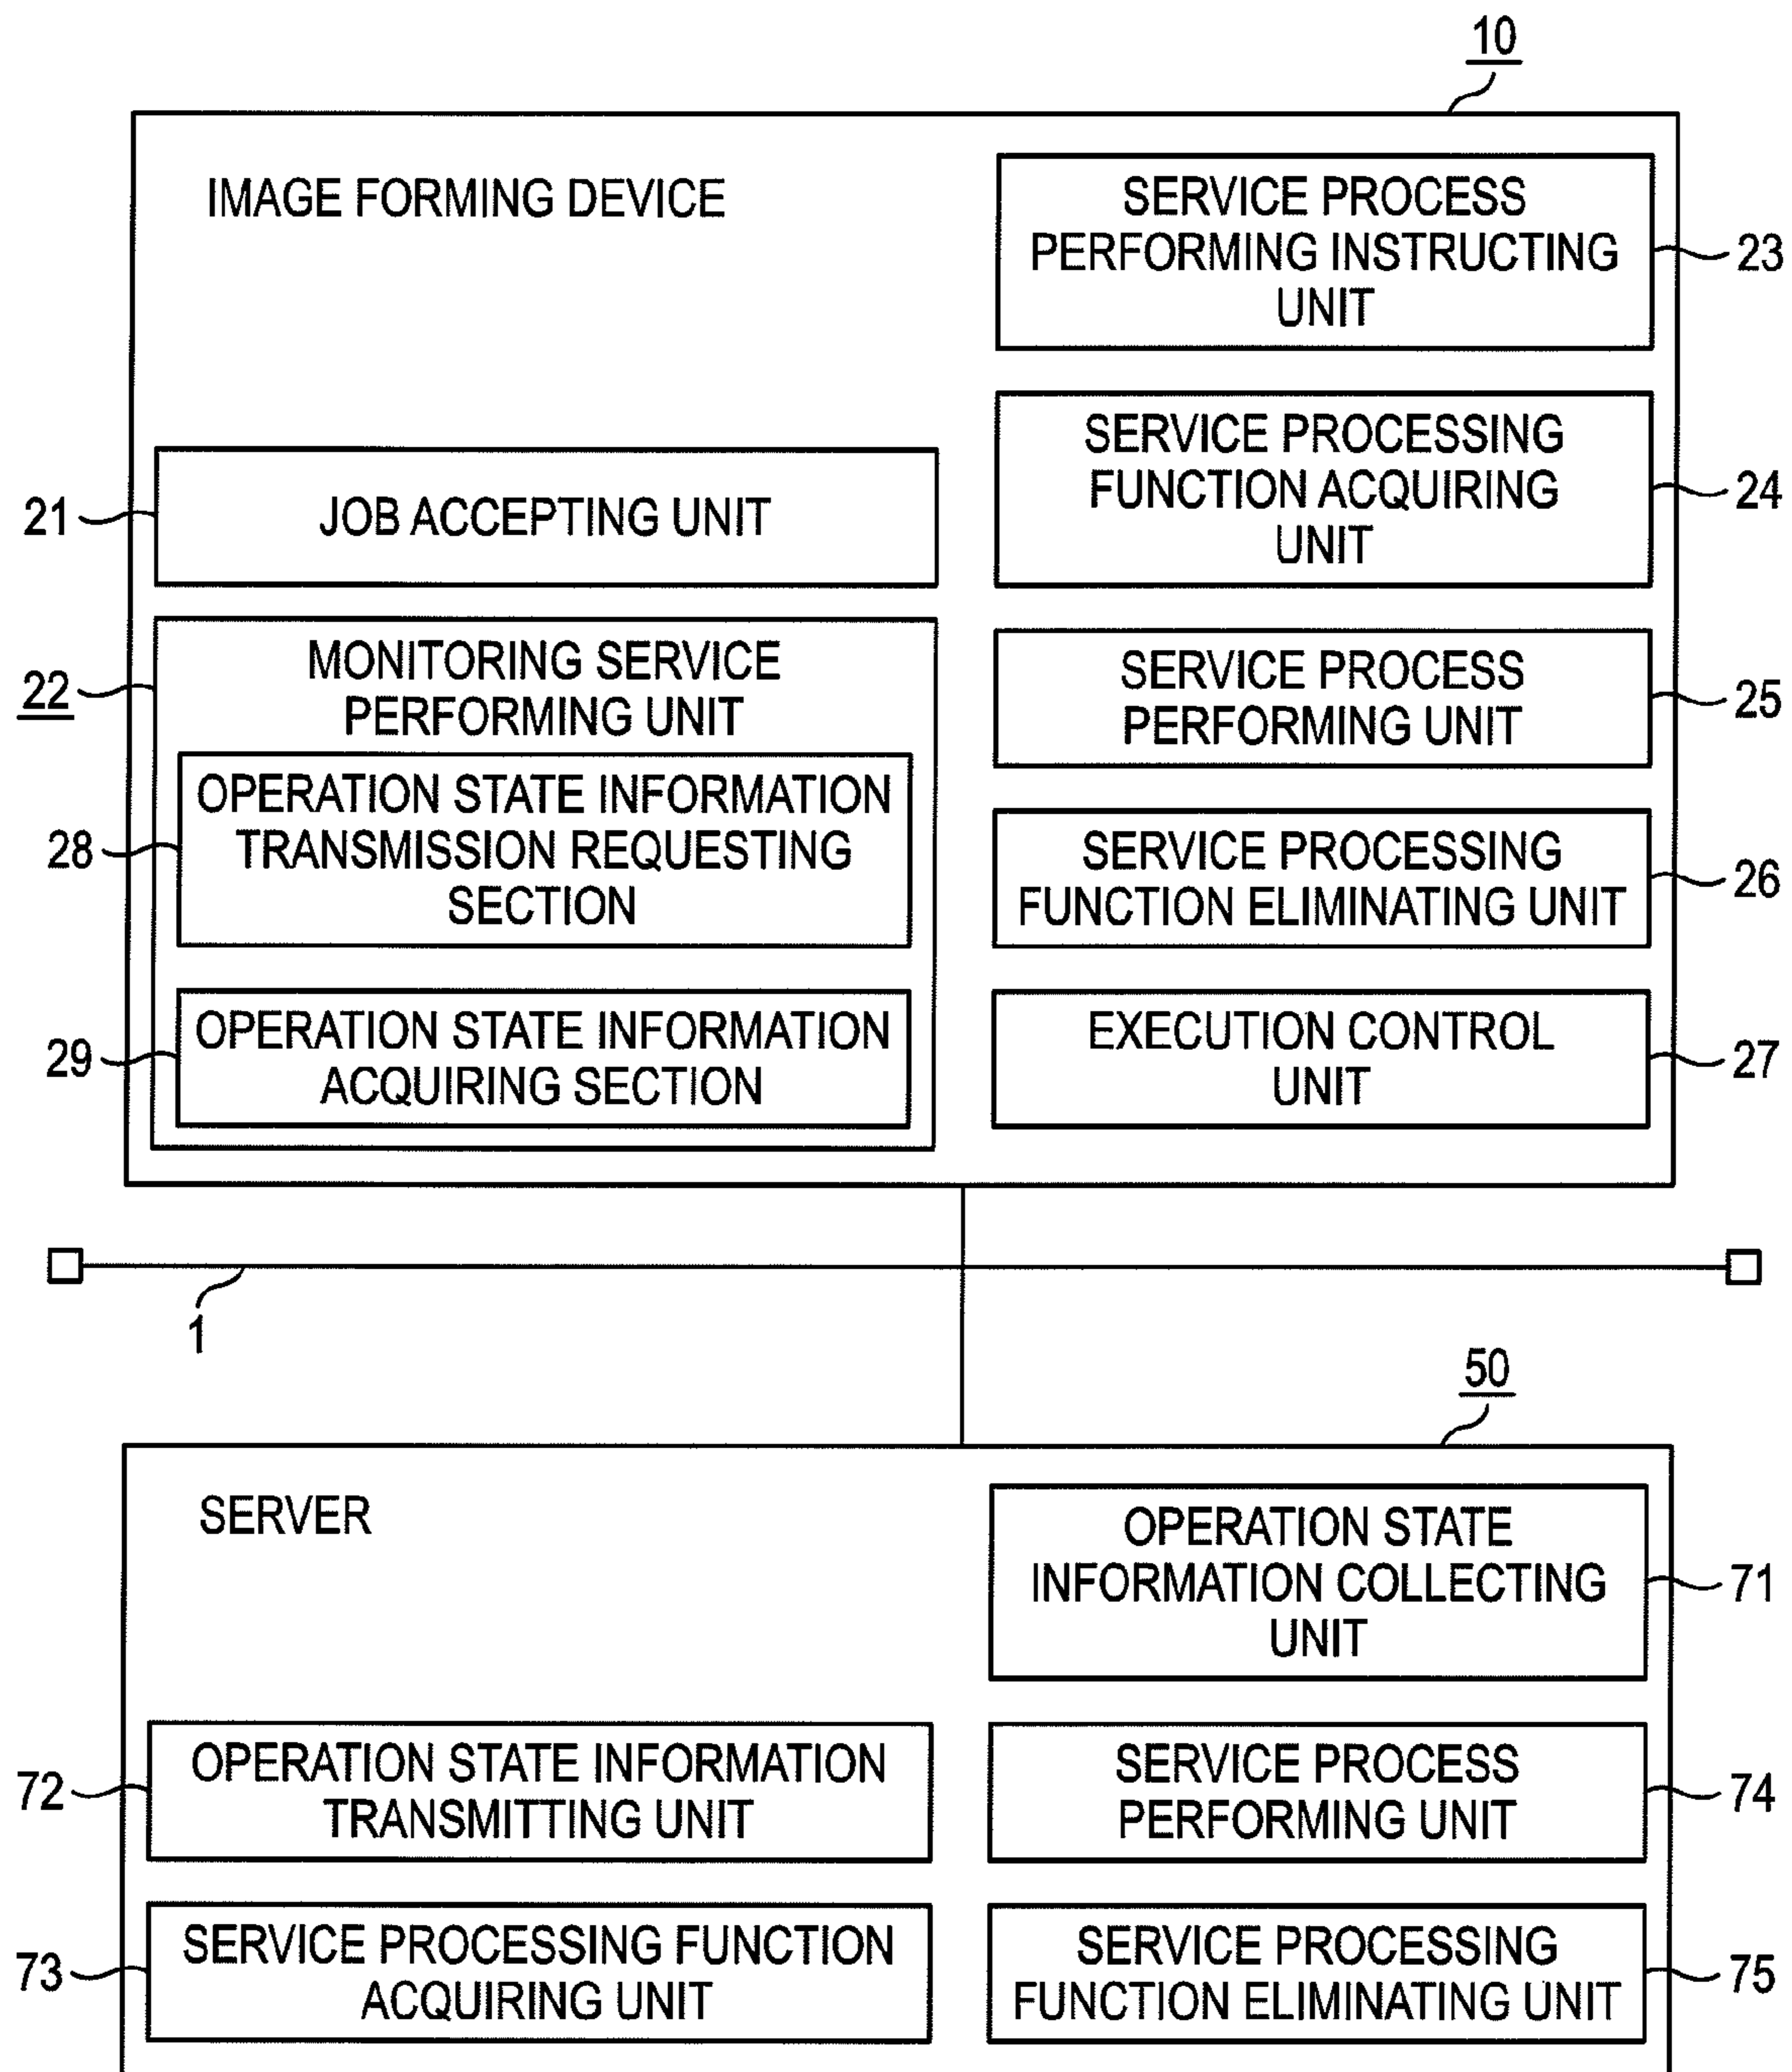 10
IMAGE FORMING DEVICE
SERVICE PROCESS
PERFORMING INSTRUCTING
UNIT
23
SERVICE PROCESSING
FUNCTION ACQUIRING
UNIT
24
21
JOB ACCEPTING UNIT
22
MONITORING SERVICE
PERFORMING UNIT
SERVICE PROCESS
PERFORMING UNIT
25
28
OPERATION STATE INFORMATION
TRANSMISSION REQUESTING
SECTION
SERVICE PROCESSING
FUNCTION ELIMINATING UNIT
26
29
OPERATION STATE INFORMATION
ACQUIRING SECTION
EXECUTION CONTROL
UNIT
27
1
50
SERVER
OPERATION STATE
INFORMATION COLLECTING
UNIT
71
72
OPERATION STATE INFORMATION
TRANSMITTING UNIT
SERVICE PROCESS
PERFORMING UNIT
74
73
SERVICE PROCESSING FUNCTION
ACQUIRING UNIT
SERVICE PROCESSING
FUNCTION ELIMINATING UNIT
75